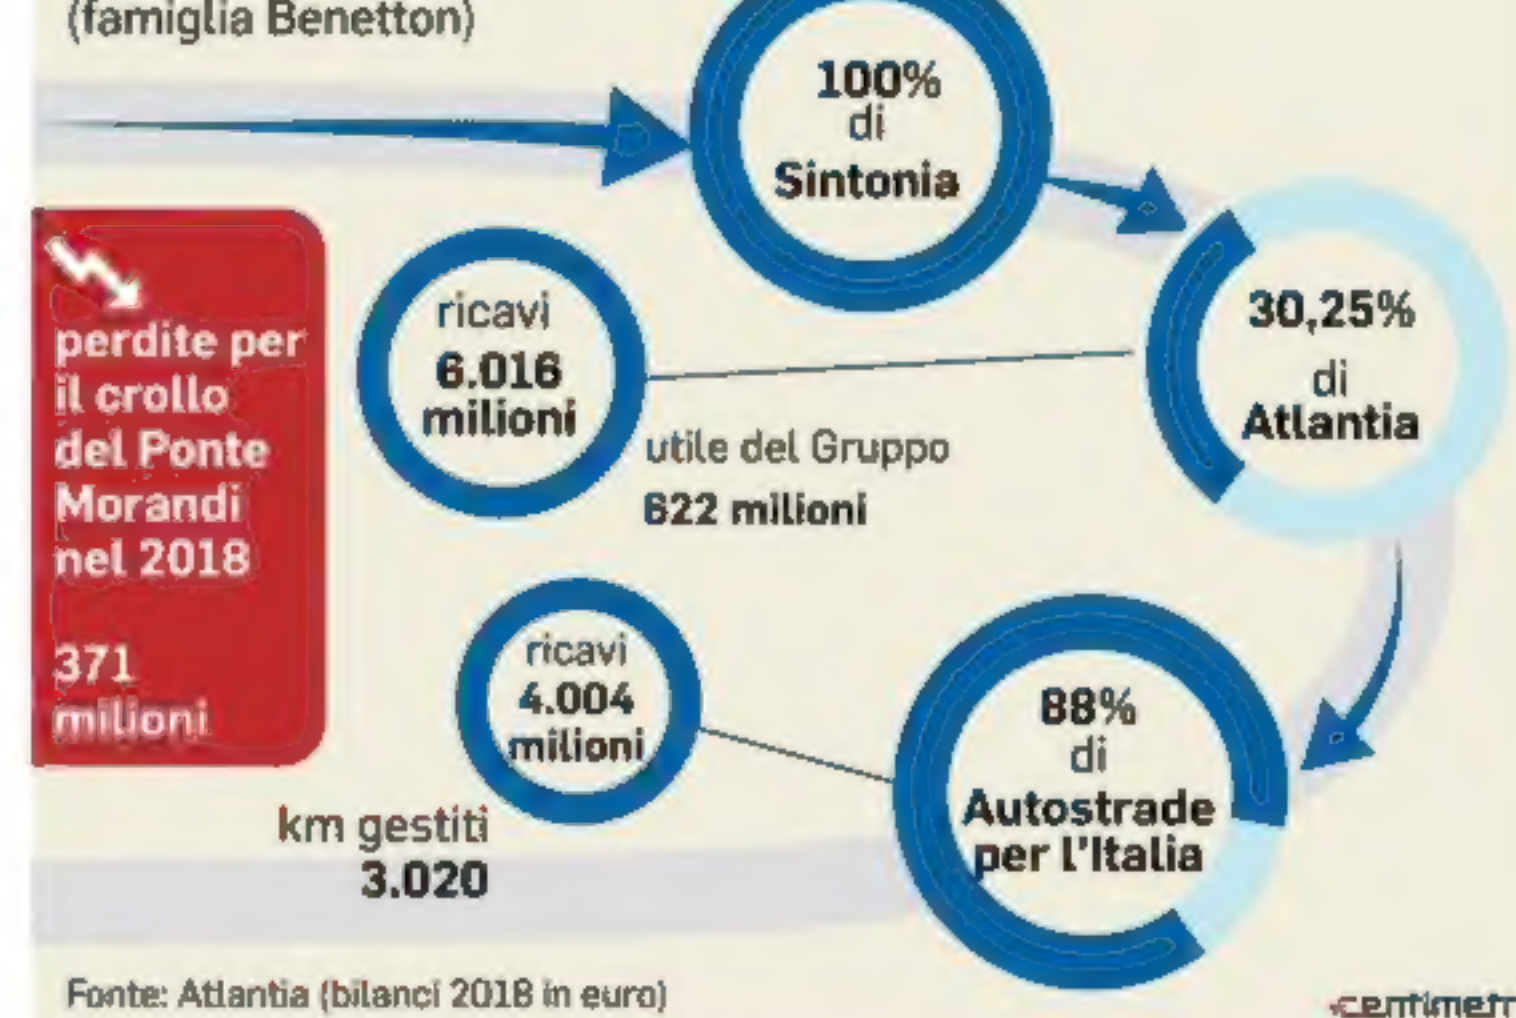 (famiglia Benetton)
100%
di
Sintonia
30,25%
di
Atlantia
ricavi
6.016
milioni
utile del Gruppo
622 milioni
perdite per
il crollo
del Ponte
Morandi
nel 2018
371
milioni
ricavi
4.004
milioni
88%
di
Autostrade
per l'Italia
km gestiti
3.020
Fonte: Atlantia (bilanci 2018 in euro)
centimetr